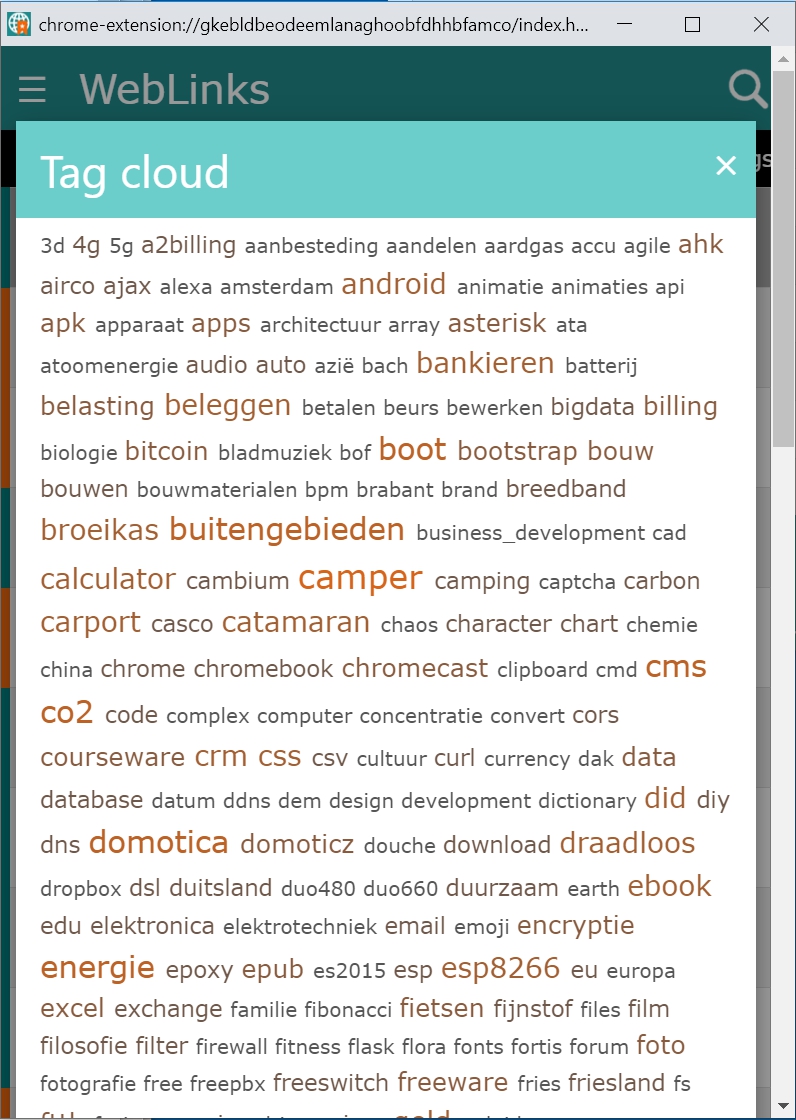 chrome-extension://gkebldbeodeemlanaghoobfdhhbfamco/index.h...
WebLinks
gs
Tag cloud
3d 4g 5g a2billing aanbesteding aandelen aardgas accu agile ahk
airco ajax alexa amsterdam android animatie animaties api
apk apparaat apps architectuur array asterisk ata
atoomenergie audio auto azië bach bankieren batterij
belasting beleggen betalen beurs bewerken bigdata billing
biologie bitcoin bladmuziek bof boot bootstrap bouw
bouwen bouwmaterialen bpm brabant brand breedband
broeikas buitengebieden business_development cad
calculator cambium camper camping captcha carbon
carport casco catamaran chaos character chart chemie
china chrome chromebook chromecast clipboard cmd cms
co2 code complex computer concentratie convert cors
courseware crm css csv cultuur curl currency dak data
database datum ddns dem design development dictionary did diy
dns domotica domoticz douche download draadloos
dropbox dsl duitsland duo480 duo660 duurzaam earth ebook
edu elektronica elektrotechniek email emoji encryptie
energie epoxy epub es2015 esp esp8266 eu europa
excel exchange familie fibonacci fietsen fijnstof files film
filosofie filter firewall fitness flask flora fonts fortis forum foto
fotografie free freepbx freeswitch freeware fries friesland fs